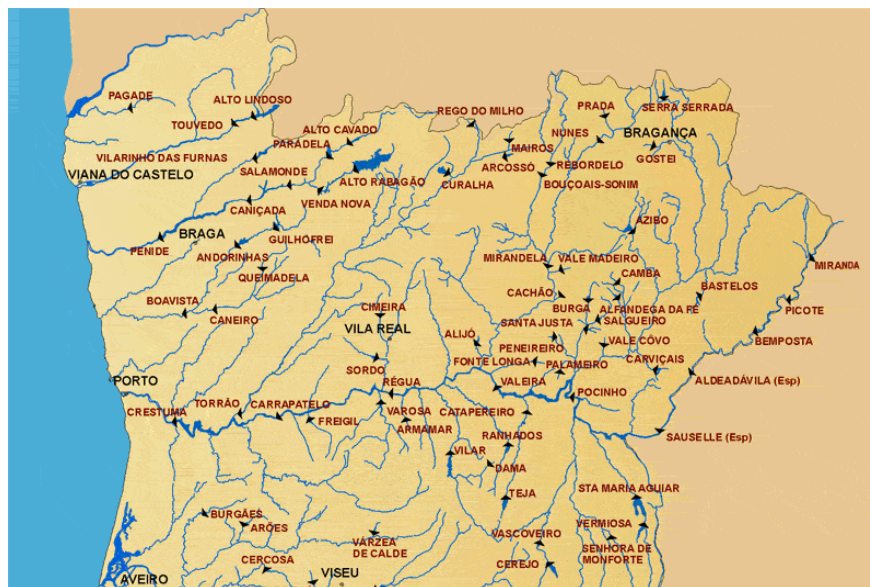 PAGADE
ALTO LINDOSO
TOUVEDO
ALTO CAVADO
PARADELA
REGO DO MILHO
PRADA
SERRA SERRADA
NUNES
BRAGANÇA
MAIROS
GOSTEI
VILARINHO DAS FURNAS
VIANA DO CASTELO
SALAMONDE
ALTO RABAGÃO
CURALHA
ARCOSSÓ
REBORDELO
BOUÇOAIS-SONIM
VENDA NOVA
CANIÇADA
PENIDE
BRAGA
GUILHOFREI
ANDORINHAS
QUEIMADELA
AZIBO
MIRANDELA
VALE MADEIRO
CAMBA
MIRANDA
BASTELOS
CACHÃO
BURGA
ALFANDEGA DA FÉ
SALGUEIRO
PICOTE
BOAVISTA
CANEIRO
CIMEIRA
VILA REAL
ALIJÓ
SANTA JUSTA
PENEIREIRO
VALE CÔVO
BEMPOSTA
FONTE LONGA
PALAMEIRO
CARVIÇAIS
SORDO
RÉGUA
VALEIRA
POCINHO
ALDEADÁVILA (Esp)
PORTO
CRESTUMA
TORRÃO
CARRAPATELO
FREIGIL
VAROSA
ARMAMAR
CATAPEREIRO
RANHADOS
SAUSELLE (Esp)
VILAR
DAMA
TEJA
STA MARIA AGUIAR
BURGÃES
ARÕES
VÁRZEA
DE CALDE
VASCOVEIRO
VERMIOSA
SENHORA DE
MONFORTE
CERCOSA
VISEU
CEREJO
AVEIRO